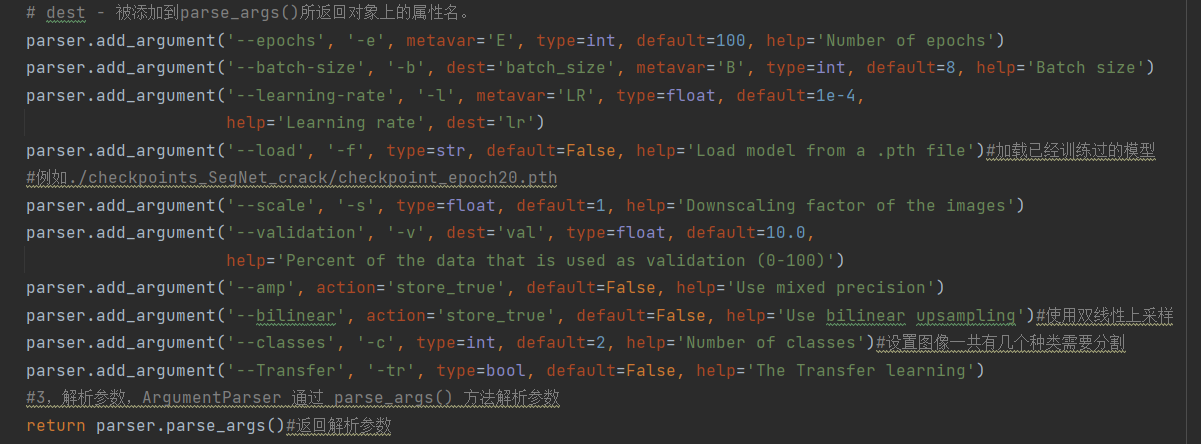 # dest - 被添加到parse_args()所返回对象上的属性名。
parser.add_argument('--epochs', '-e', metavar='E', type=int, default=100, help='Number of epochs')
parser.add_argument('--batch-size', '-b', dest='batch_size', metavar='B', type=int, default=8, help='Batch size')
parser.add_argument('--learning-rate', '-l', metavar='LR', type=float, default=1e-4,
help='Learning rate', dest='lr')
parser.add_argument('--load', '-f', type=str, default=False, help='Load model from a .pth file')#加载已经训练过的模型
#例如./checkpoints_SegNet_crack/checkpoint_epoch20.pth
parser.add_argument('--scale', '-s', type=float, default=1, help='Downscaling factor of the images')
parser.add_argument('--validation', '-v', dest='val', type=float, default=10.0,
help='Percent of the data that is used as validation (0-100)')
parser.add_argument('--amp', action='store_true', default=False, help='Use mixed precision')
parser.add_argument('--bilinear', action='store_true', default=False, help='Use bilinear upsampling')#使用双线性上采样
parser.add_argument('--classes', '-c', type=int, default=2, help='Number of classes')#设置图像一共有几个种类需要分割
parser.add_argument('--Transfer', '-tr', type=bool, default=False, help='The Transfer learning')
#3，解析参数，ArgumentParser 通过 parse_args() 方法解析参数
return parser.parse_args()#返回解析参数